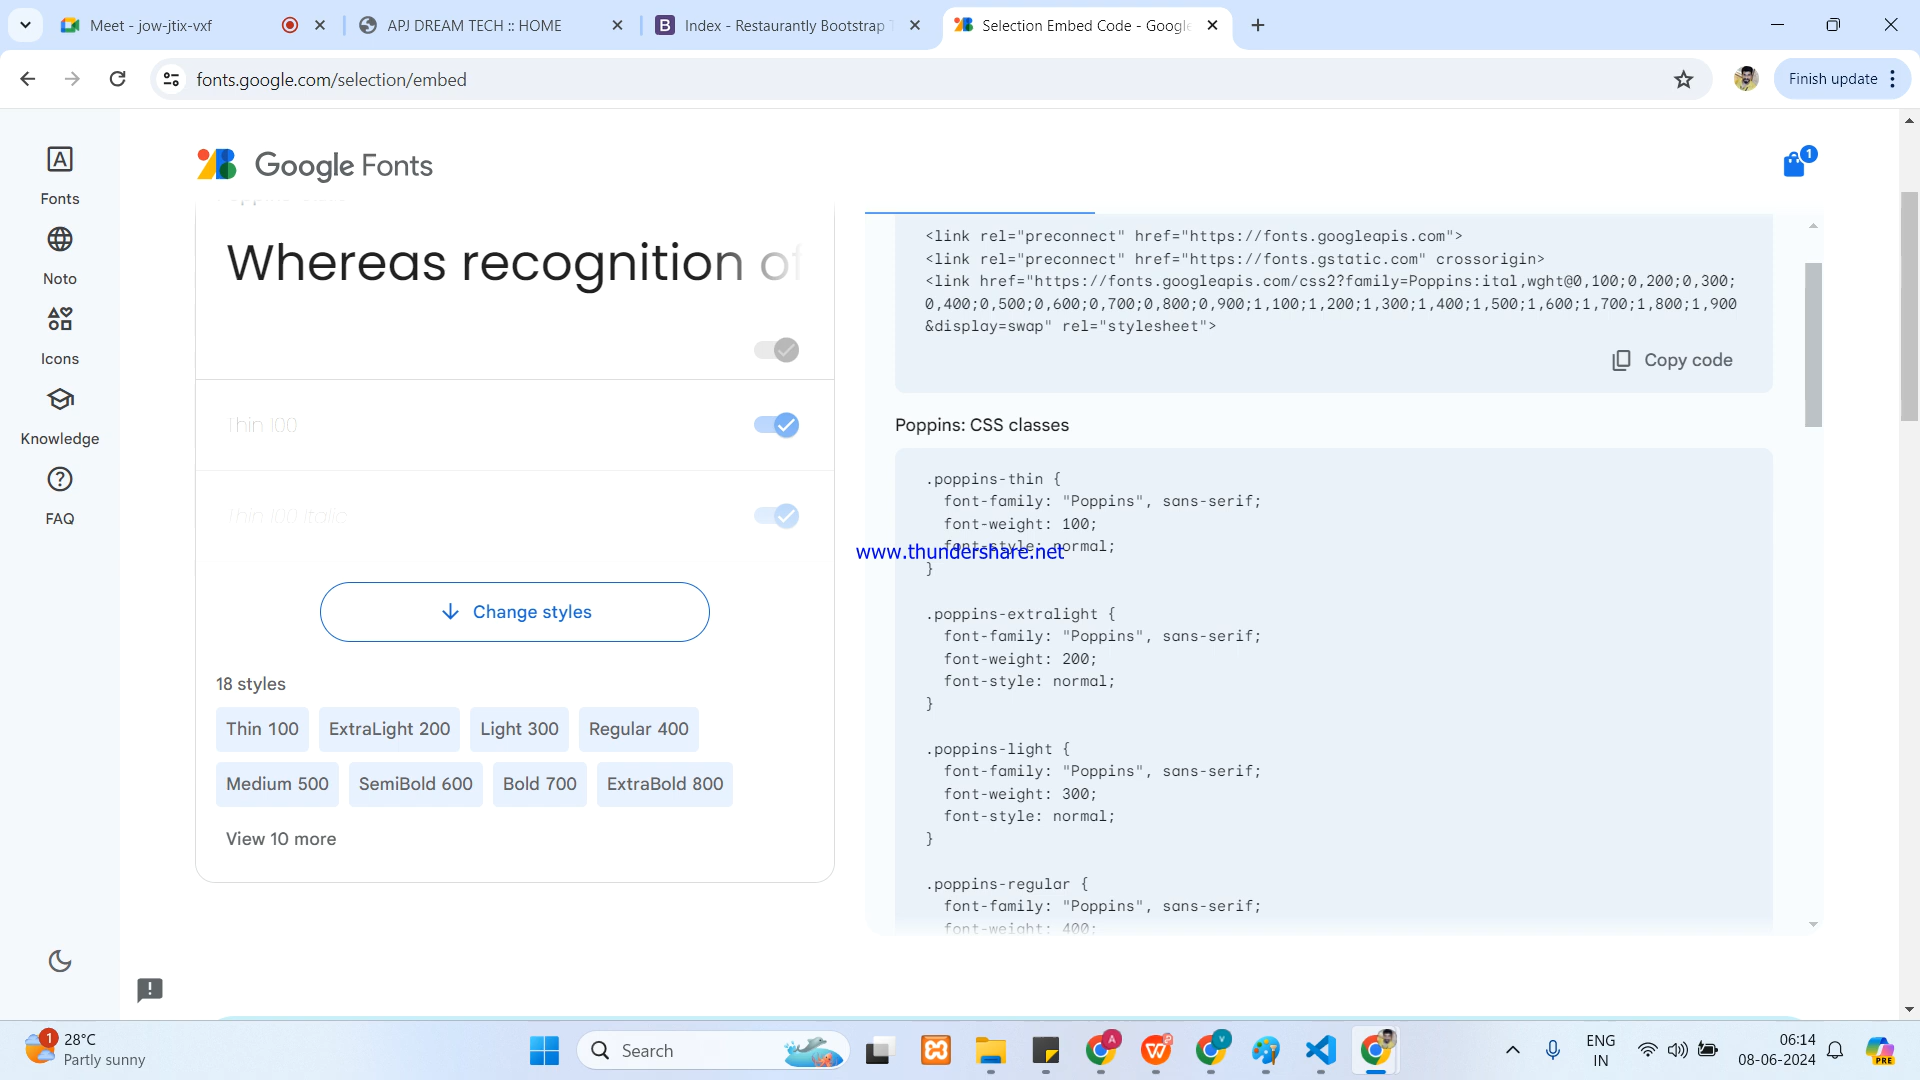 Meet - jow-jtix-vxf
APJ DREAM TECH :: HOME
Index - Restaurantly Bootstrap
Selection Embed Code - Google
fonts.google.com/selection/embed
Finish update
Google Fonts
1
Fonts
Noto
Icons
Knowledge
FAQ
Whereas recognition of
Thin 100
Thin 100 Italic
Change styles
18 styles
Thin 100
ExtraLight 200
Light 300
Regular 400
Medium 500
SemiBold 600
Bold 700
ExtraBold 800
View 10 more
<link rel="preconnect" href="https://fonts.googleapis.com">
<link rel="preconnect" href="https://fonts.gstatic.com" crossorigin>
<link href="https://fonts.googleapis.com/css2?family=Poppins:ital,wght@0,100;0,200;0,300;
0,400;0,500;0,600;0,700;0,800;0,900;1,100;1,200;1,300;1,400;1,500;1,600;1,700;1,800;1,900
&display=swap" rel="stylesheet">
Copy code
Poppins: CSS classes
.poppins-thin {
font-family: "Poppins", sans-serif;
font-weight: 100;
font-style: normal;
}
www.thundershare.net
.poppins-extralight {
font-family: "Poppins", sans-serif;
font-weight: 200;
font-style: normal;
}
.poppins-light {
font-family: "Poppins", sans-serif;
font-weight: 300;
font-style: normal;
}
.poppins-regular {
font-family: "Poppins", sans-serif;
font-weight: 400;
1
28°C
Partly sunny
Search
A
V
ENG
IN
06:14
08-06-2024
PRE